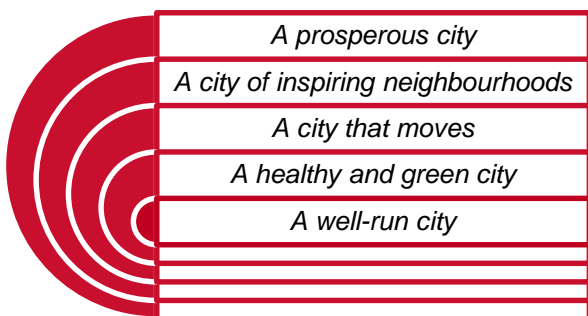 A prosperous city
A city of inspiring neighbourhoods
A city that moves
A healthy and green city
A well-run city